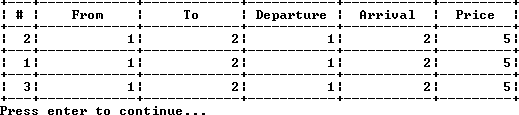 # From To Departure Arrival Price
2 1 2 1 2 5
1 1 2 1 2 5
3 1 2 1 2 5
Press enter to continue...